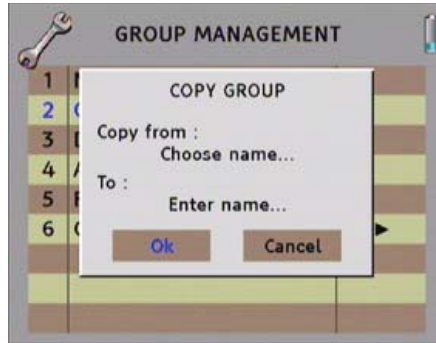 GROUP MANAGEMENT
COPY GROUP
1
2
Copy from :
3
Choose name...
4
To :
5
Enter name...
6
Ok Cancel